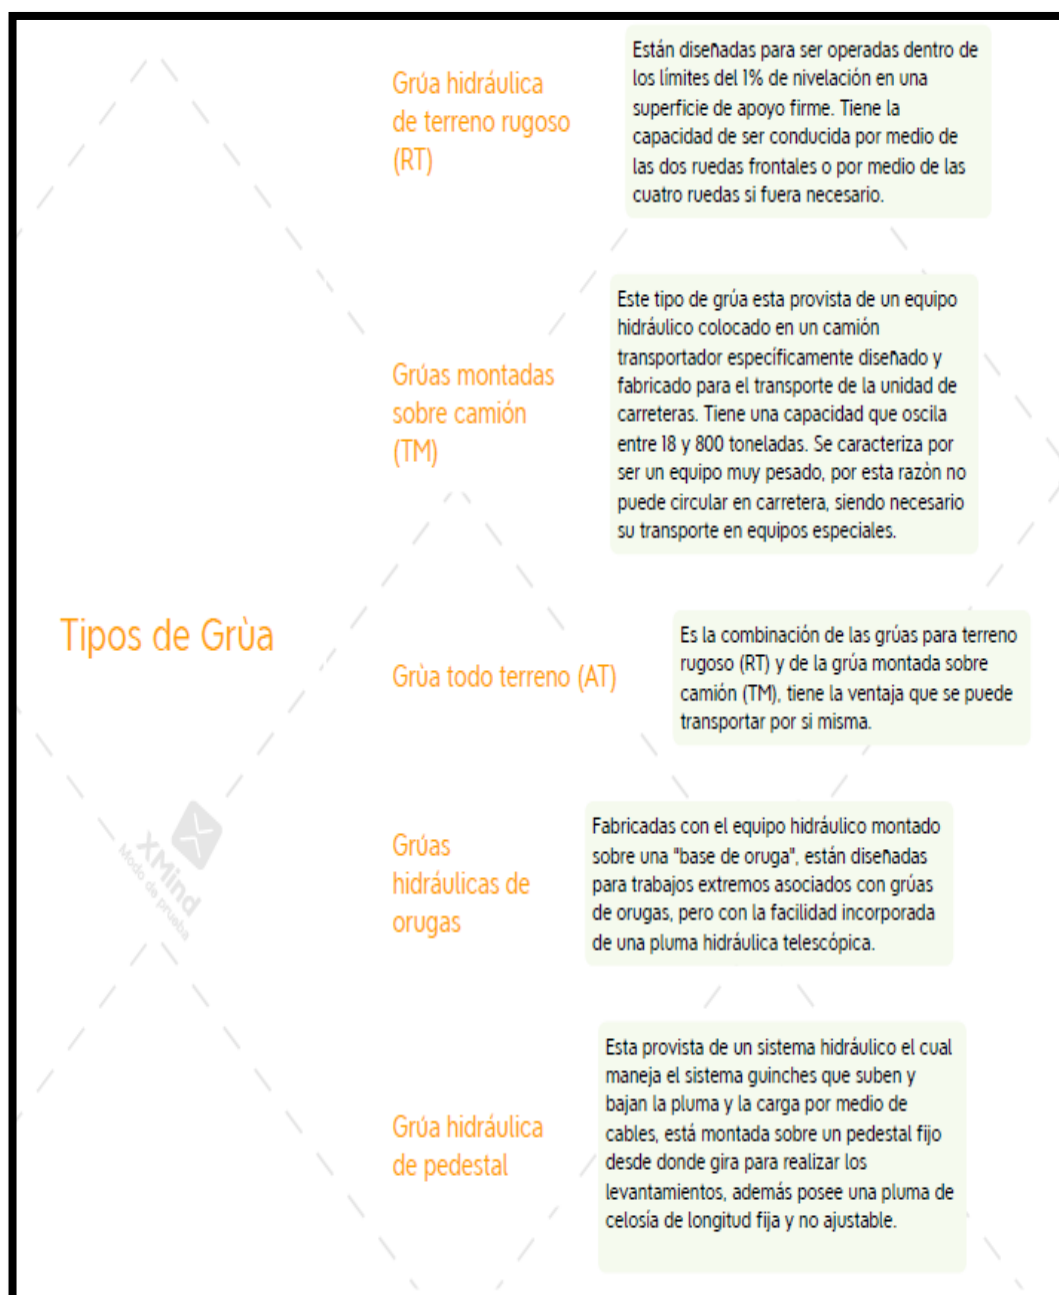 Tipos de Grùa
Grúa hidráulica
de terreno rugoso
(RT)
Están diseñadas para ser operadas dentro de
los límites del 1% de nivelación en una
superficie de apoyo firme. Tiene la
capacidad de ser conducida por medio de
las dos ruedas frontales o por medio de las
cuatro ruedas si fuera necesario.
Grúas montadas
sobre camión
(TM)
Este tipo de grúa esta provista de un equipo
hidráulico colocado en un camión
transportador específicamente diseñado y
fabricado para el transporte de la unidad de
carreteras. Tiene una capacidad que oscila
entre 18 y 800 toneladas. Se caracteriza por
ser un equipo muy pesado, por esta razòn no
puede circular en carretera, siendo necesario
su transporte en equipos especiales.
Grùa todo terreno (AT)
Es la combinación de las grúas para terreno
rugoso (RT) y de la grúa montada sobre
camión (TM), tiene la ventaja que se puede
transportar por si misma.
Grúas
hidráulicas de
orugas
Fabricadas con el equipo hidráulico montado
sobre una "base de oruga", están diseñadas
para trabajos extremos asociados con grúas
de orugas, pero con la facilidad incorporada
de una pluma hidráulica telescópica.
Grúa hidráulica
de pedestal
Esta provista de un sistema hidráulico el cual
maneja el sistema guinches que suben y
bajan la pluma y la carga por medio de
cables, está montada sobre un pedestal fijo
desde donde gira para realizar los
levantamientos, además posee una pluma de
celosía de longitud fija y no ajustable.
XMind
Modo de prueba